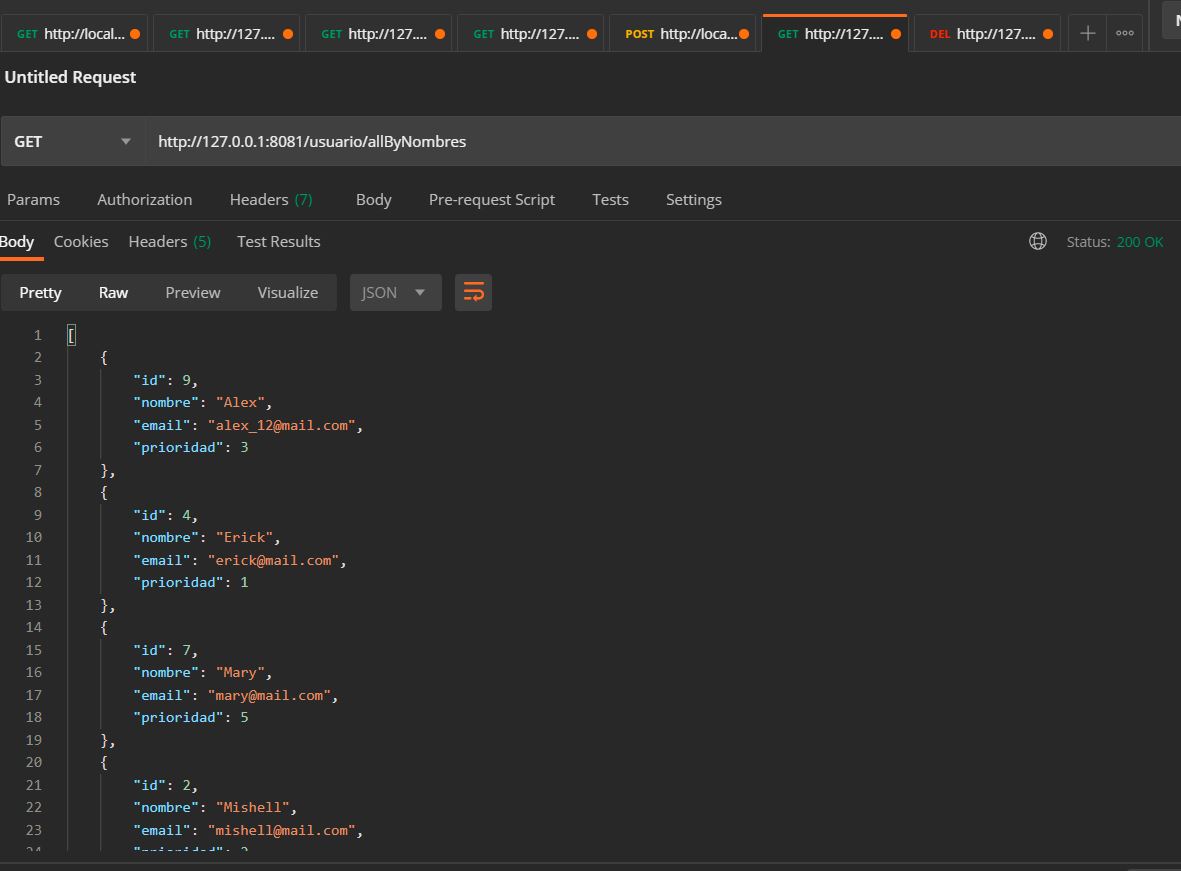 GET http://local... GET http://127.... GET http://127.... GET http://127.... POST http://loca... GET http://127.... DEL http://127....
Untitled Request
GET http://127.0.0.1:8081/usuario/allByNombres
Params Authorization Headers (7) Body Pre-request Script Tests Settings
Body Cookies Headers (5) Test Results Status: 200 OK
Pretty Raw Preview Visualize JSON
1 [
2 {
3 "id": 9,
4 "nombre": "Alex",
5 "email": "alex_12@mail.com",
6 "prioridad": 3
7 },
8 {
9 "id": 4,
10 "nombre": "Erick",
11 "email": "erick@mail.com",
12 "prioridad": 1
13 },
14 {
15 "id": 7,
16 "nombre": "Mary",
17 "email": "mary@mail.com",
18 "prioridad": 5
19 },
20 {
21 "id": 2,
22 "nombre": "Mishell",
23 "email": "mishell@mail.com",
24 "prioridad":